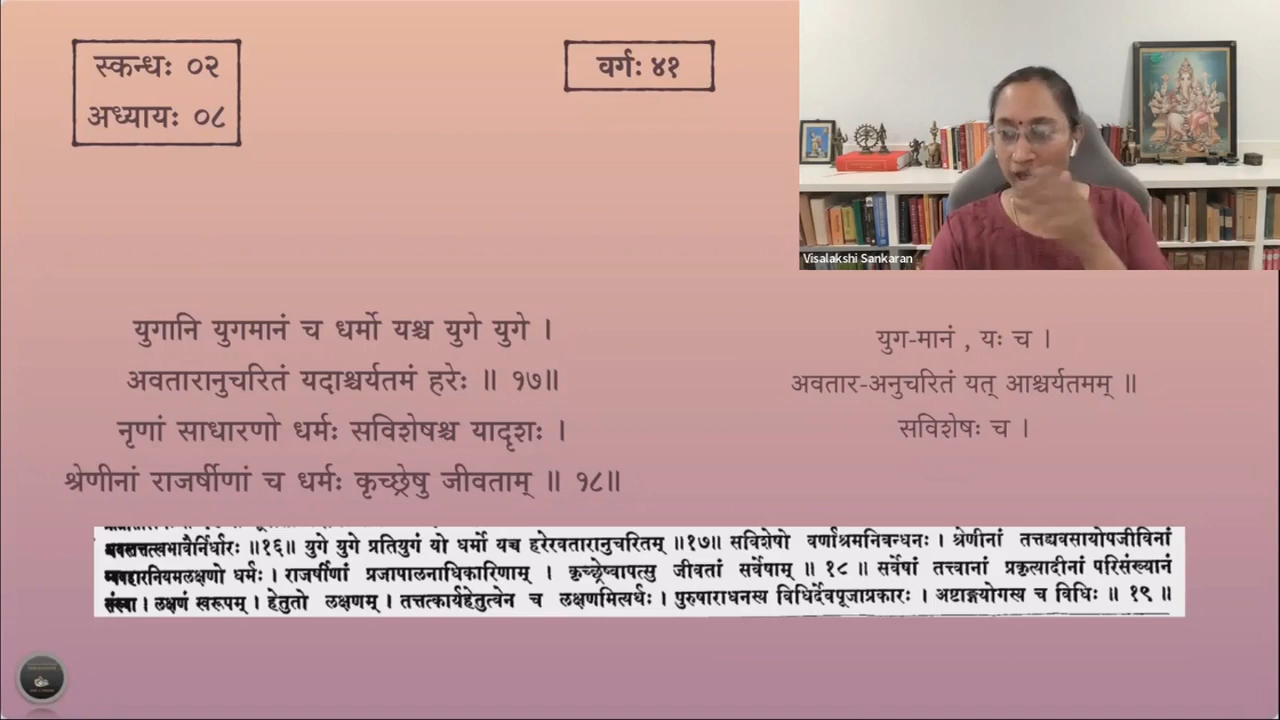 स्कन्धः ०२
अध्यायः ०८
वर्गः ४१
Visalakshi Sankaran
युगानि युगमानं च धर्मो यश्च युगे युगे ।
अवतारानुचरितं यदाश्चर्यतमं हरेः ॥ १७॥
नृणां साधारणो धर्मः सविशेषश्च यादृशः ।
श्रेणीनां राजर्षीणां च धर्मः कृच्छ्रेषु जीवताम् ॥ १८॥
युग-मानं , यः च ।
अवतार-अनुचरितं यत् आश्चर्यतमम् ॥
सविशेषः च ।
॥१६॥ युगे युगे प्रतियुगं यो धर्मो यच्च हरेरवतारानुचरितम् ॥१७॥ सविशेषो वर्णाश्रमनिबन्धनः । श्रेणीनां तत्तद्व्यवसायोपजीविनां
व्यवहारनियमलक्षणो धर्मः । राजर्षीणां प्रजापालनाधिकारिणाम् । कृच्छ्रेष्वापत्सु जीवतां सर्वेषाम् ॥ १८ ॥ सर्वेषां तत्त्वानां प्रकृत्यादीनां परिसंख्यानं
संख्या । लक्षणं स्वरूपम् । हेतुतो लक्षणम् । तत्तत्कार्यहेतुत्वेन च लक्षणमित्यर्थः । पुरुषाराधनस्य विधिर्देवपूजाप्रकारः । अष्टाङ्गयोगस्य च विधिः ॥ १९ ॥